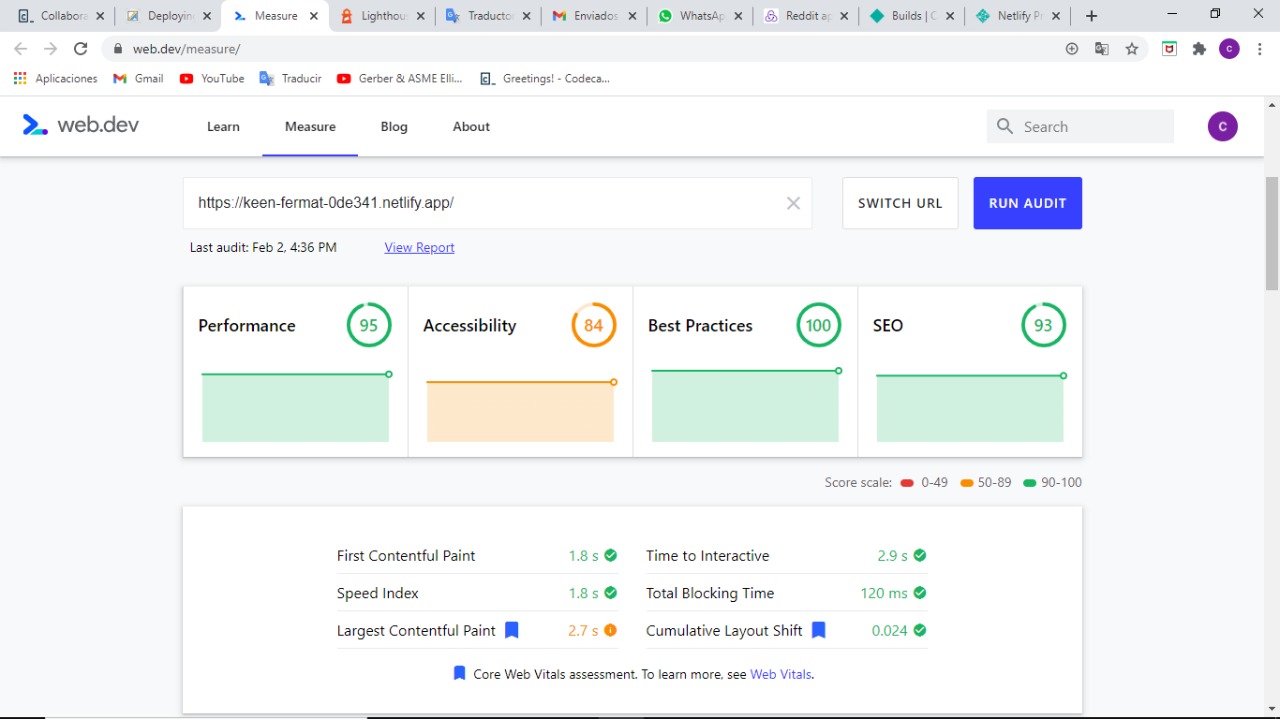 Collabora
Deployin
Measure
Lighthou
Traducto
Enviados
WhatsAp
Reddit ap
Builds | C
Netlify Pr
web.dev/measure/
C
Aplicaciones
Gmail
YouTube
Traducir
Gerber & ASME Elli...
Greetings! - Codeca...
web.dev
Learn
Measure
Blog
About
Search
C
https://keen-fermat-0de341.netlify.app/
SWITCH URL
RUN AUDIT
Last audit: Feb 2, 4:36 PM
View Report
Performance 95
Accessibility 84
Best Practices 100
SEO 93
Score scale: 0-49 50-89 90-100
First Contentful Paint 1.8 s
Time to Interactive 2.9 s
Speed Index 1.8 s
Total Blocking Time 120 ms
Largest Contentful Paint 2.7 s
Cumulative Layout Shift 0.024
Core Web Vitals assessment. To learn more, see Web Vitals.